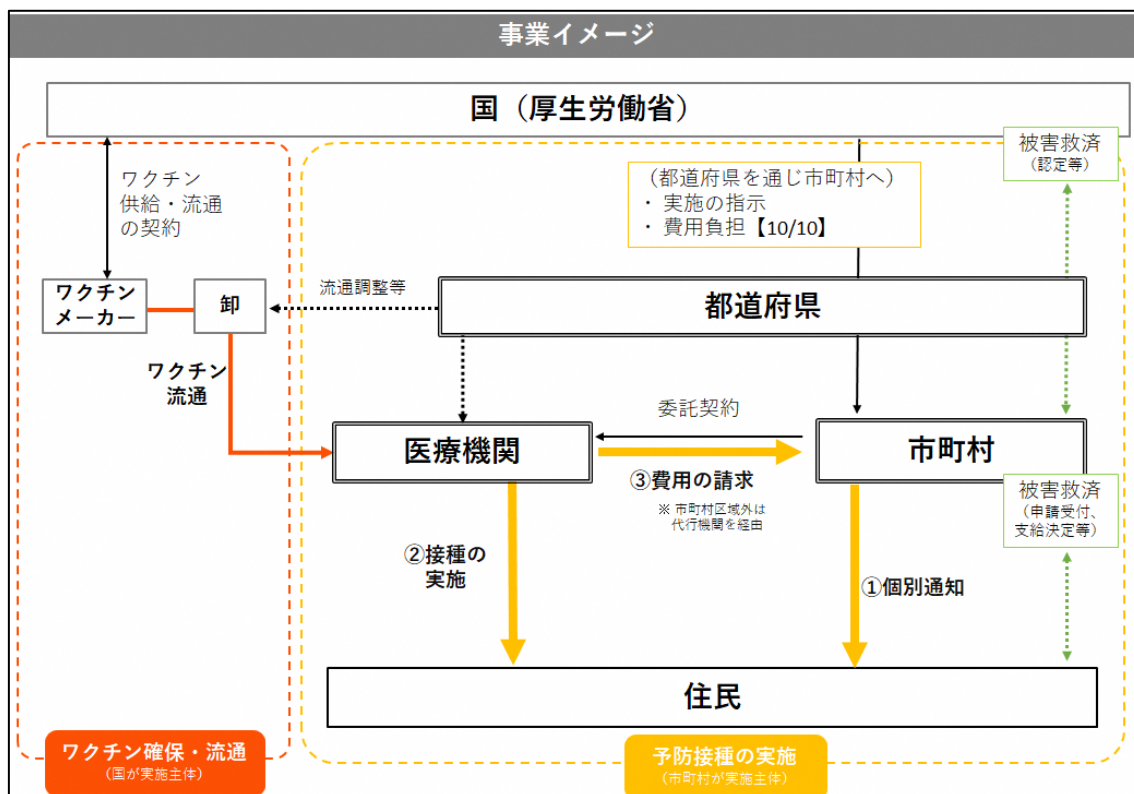 事業イメージ
国（厚生労働省）
ワクチン
供給・流通
の契約
（都道府県を通じ市町村へ）
・ 実施の指示
・ 費用負担【10/10】
被害救済
（認定等）
ワクチン
メーカー
卸
流通調整等
都道府県
ワクチン
流通
委託契約
医療機関
市町村
③費用の請求
※ 市町村区域外は
代行機関を経由
被害救済
（申請受付、
支給決定等）
②接種の
実施
①個別通知
住民
ワクチン確保・流通
（国が実施主体）
予防接種の実施
（市町村が実施主体）